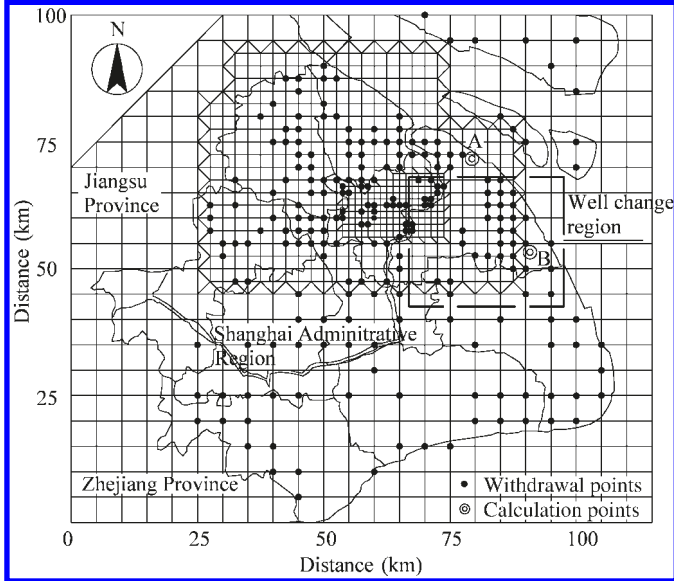 100
N
75
A
Jiangsu
Province
Well change
region
Distance (km)
50
B
Shanghai Adminitrative
Region
25
Zhejiang Province
Withdrawal points
Calculation points
0
25
50
75
100
Distance (km)